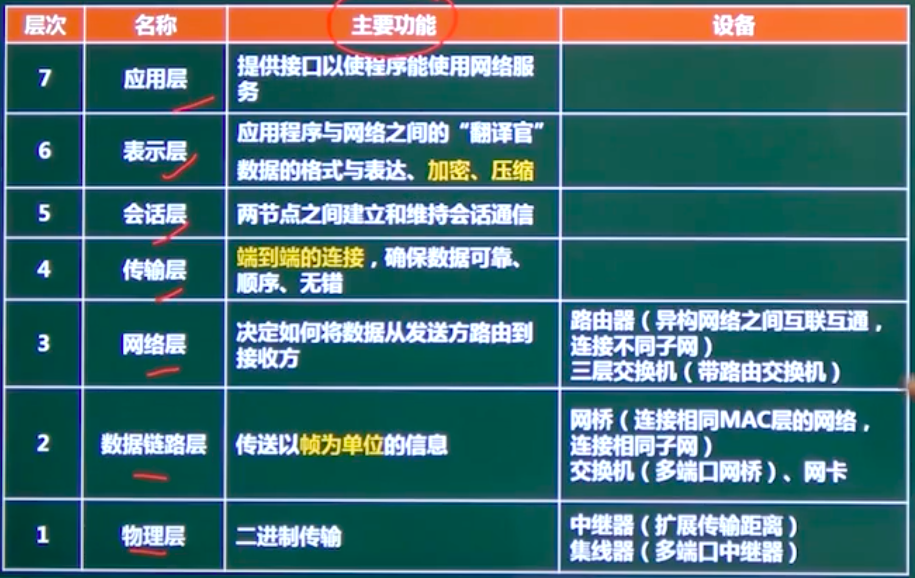 层次 名称 主要功能 设备
7 应用层 提供接口以使程序能使用网络服
务
6 表示层 应用程序与网络之间的“翻译官”
数据的格式与表达、加密、压缩
5 会话层 两节点之间建立和维持会话通信
4 传输层 端到端的连接，确保数据可靠、
顺序、无错
3 网络层 决定如何将数据从发送方路由到
接收方
路由器（异构网络之间互联互通，
连接不同子网）
三层交换机（带路由交换机）
2 数据链路层 传送以帧为单位的信息
网桥（连接相同MAC层的网络，
连接相同子网）
交换机（多端口网桥）、网卡
1 物理层 二进制传输
中继器（扩展传输距离）
集线器（多端口中继器）